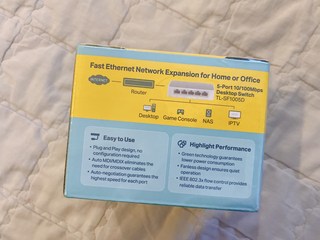 Fast Ethernet Network Expansion for Home or Office
INTERNET
Router
5-Port 10/100Mbps
Desktop Switch
TL-SF1005D
Desktop Game Console NAS IPTV
Easy to Use
• Plug and Play design, no
configuration required
• Auto MDI/MDIX eliminates the
need for crossover cables
• Auto-negotiation guarantees the
highest speed for each port
Highlight Performance
• Green technology guarantees
lower power consumption
• Fanless design ensures quiet
operation
• IEEE 802.3x flow control provides
reliable data transfer